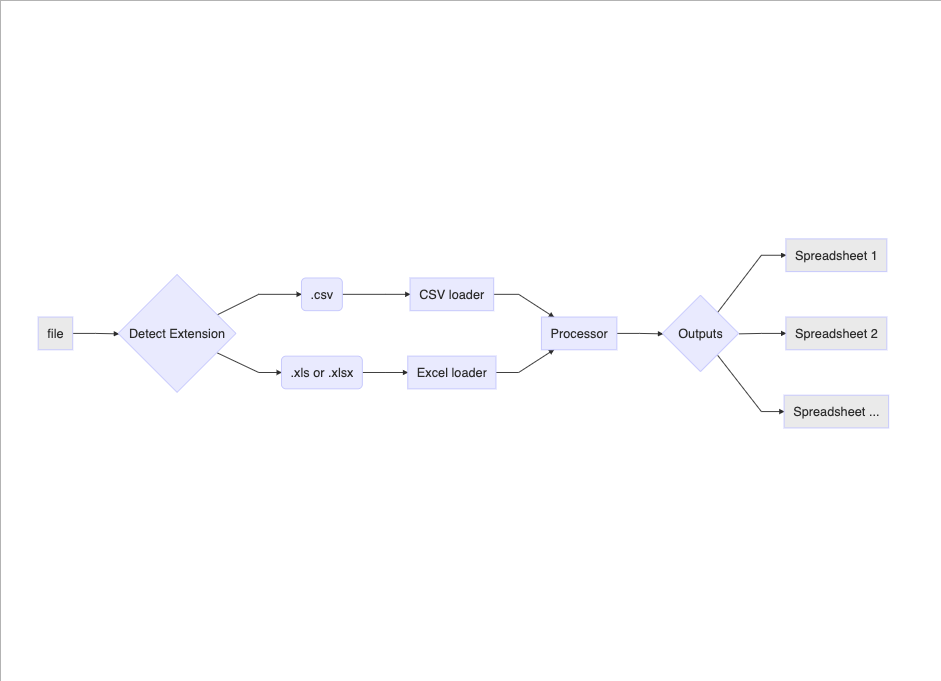 file
Detect Extension
.csv
.xls or .xlsx
CSV loader
Excel loader
Processor
Outputs
Spreadsheet 1
Spreadsheet 2
Spreadsheet ...